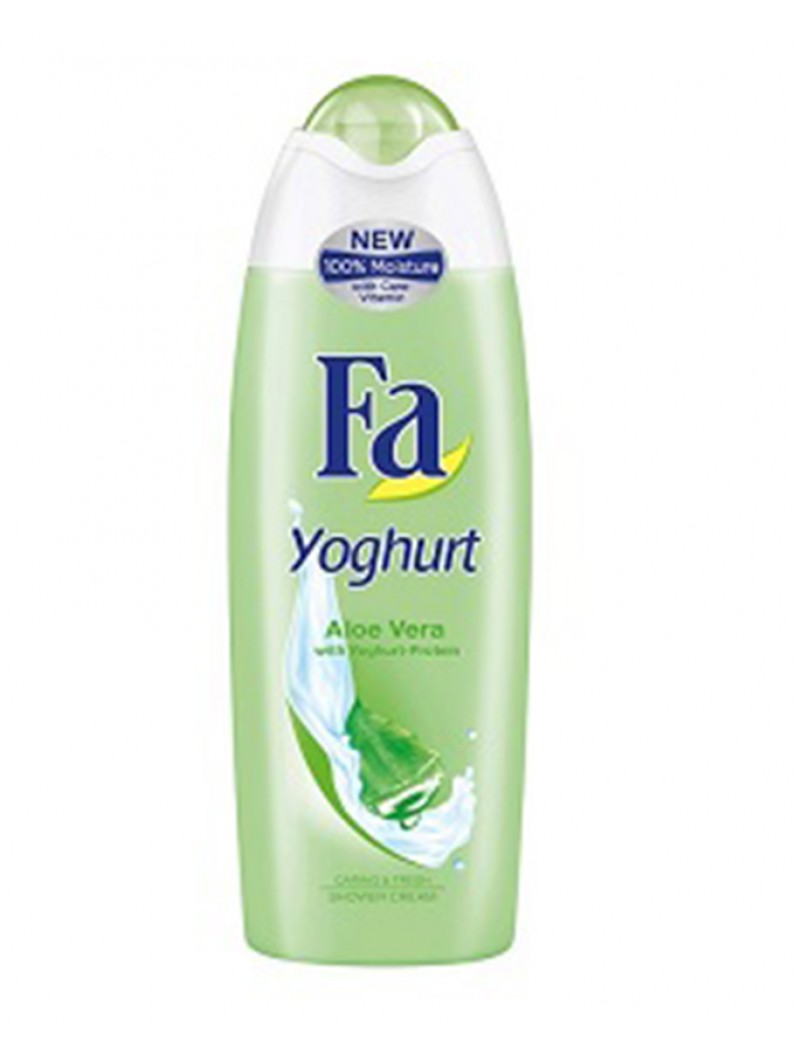 NEW
100% Moisture
with Care
Vitamin
Fa
Yoghurt
Aloe Vera
with Yoghurt-Protein
CARING & FRESH
SHOWER CREAM